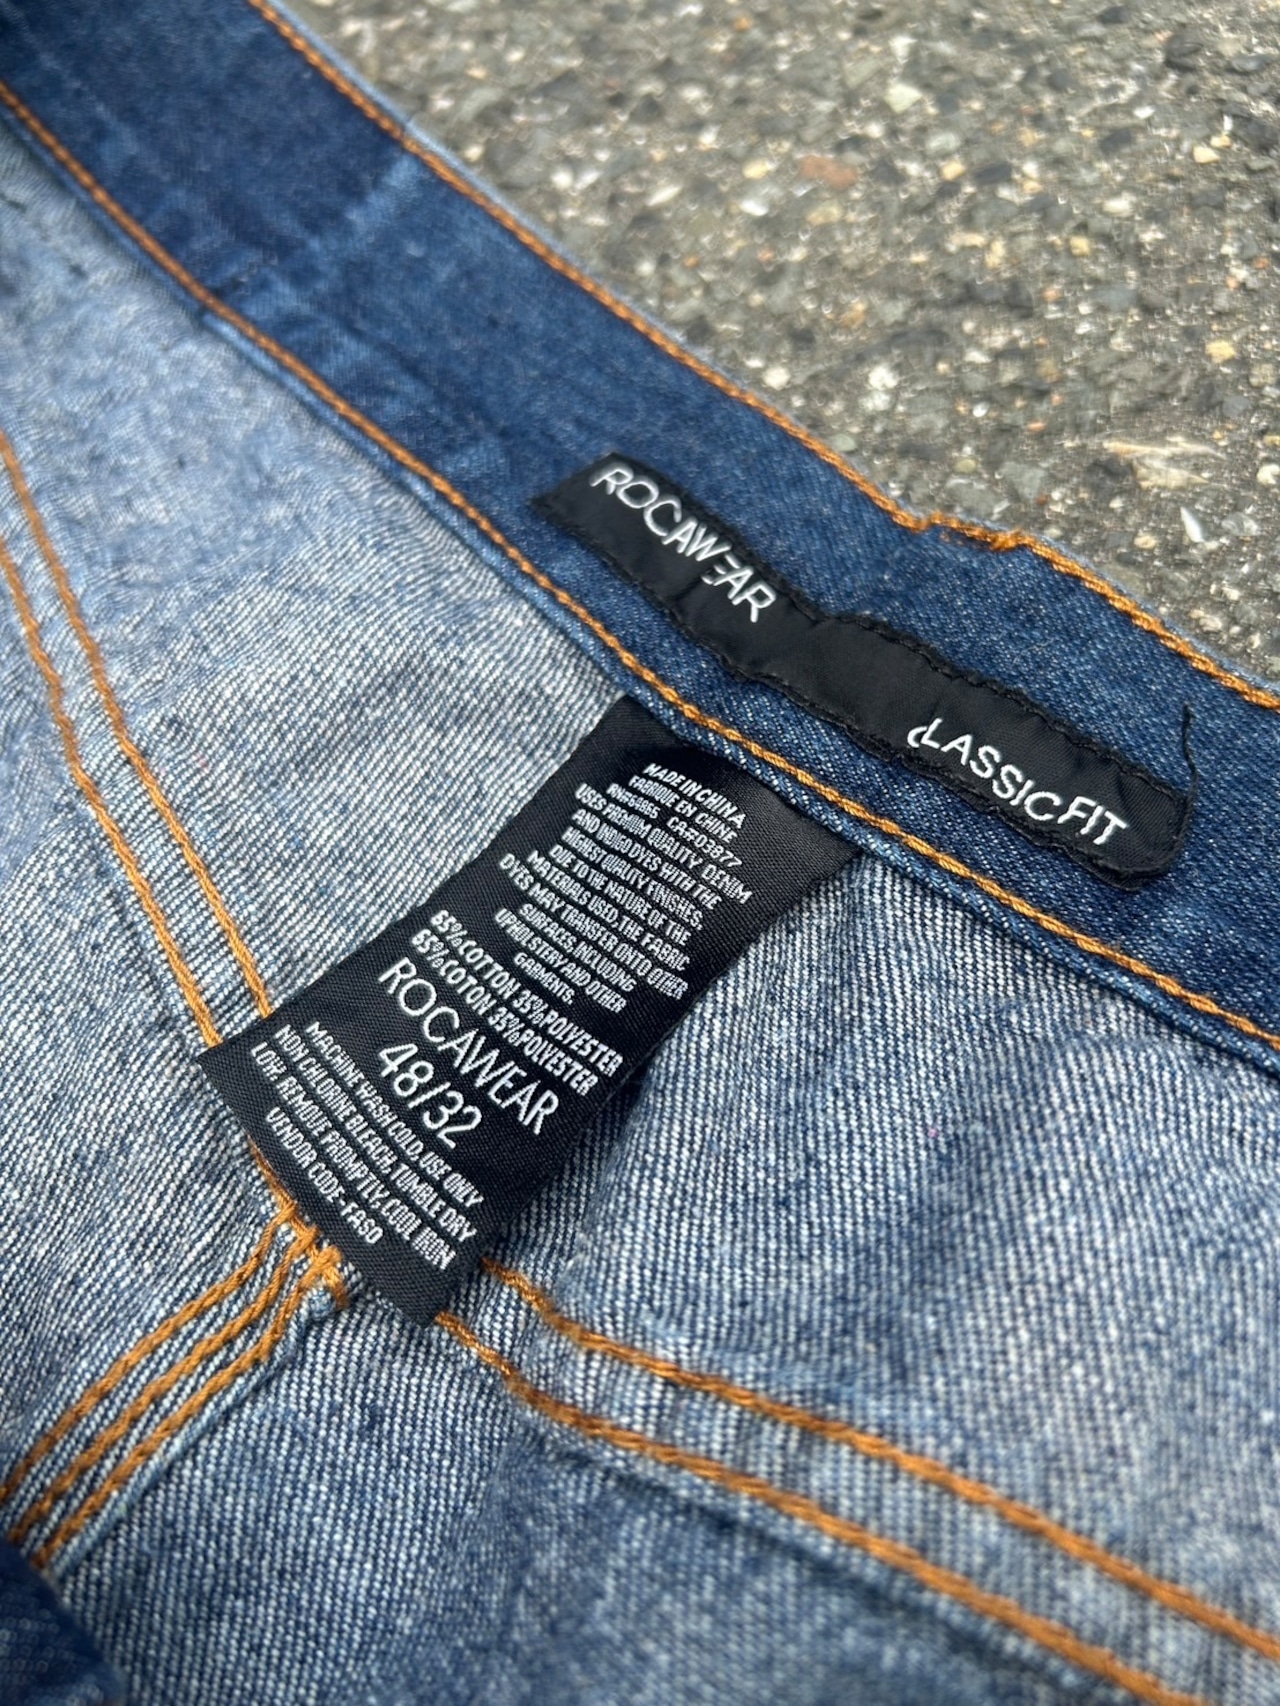 ROCAWEAR
CLASSIC FIT
MADE IN CHINA
FABRIQUE EN CHINE
CA#03877
USES PREMIUM QUALITY DENIM
AND INDIGO DYES WITH THE
HIGHEST QUALITY FINISHES.
DUE TO THE NATURE OF THE
MATERIALS USED, THE FABRIC
DYES MAY TRANSFER ONTO OTHER
SURFACES, INCLUDING
UPHOLSTERY AND OTHER
GARMENTS.
65%COTTON 35%POLYESTER
65%COTON 35%POLYESTER
ROCAWEAR
48/32
MACHINE WASH COLD, USE ONLY
NON CHLORINE BLEACH, TUMBLE DRY
LOW, REMOVE PROMPTLY, COOL IRON
VENDOR CODE-TASO